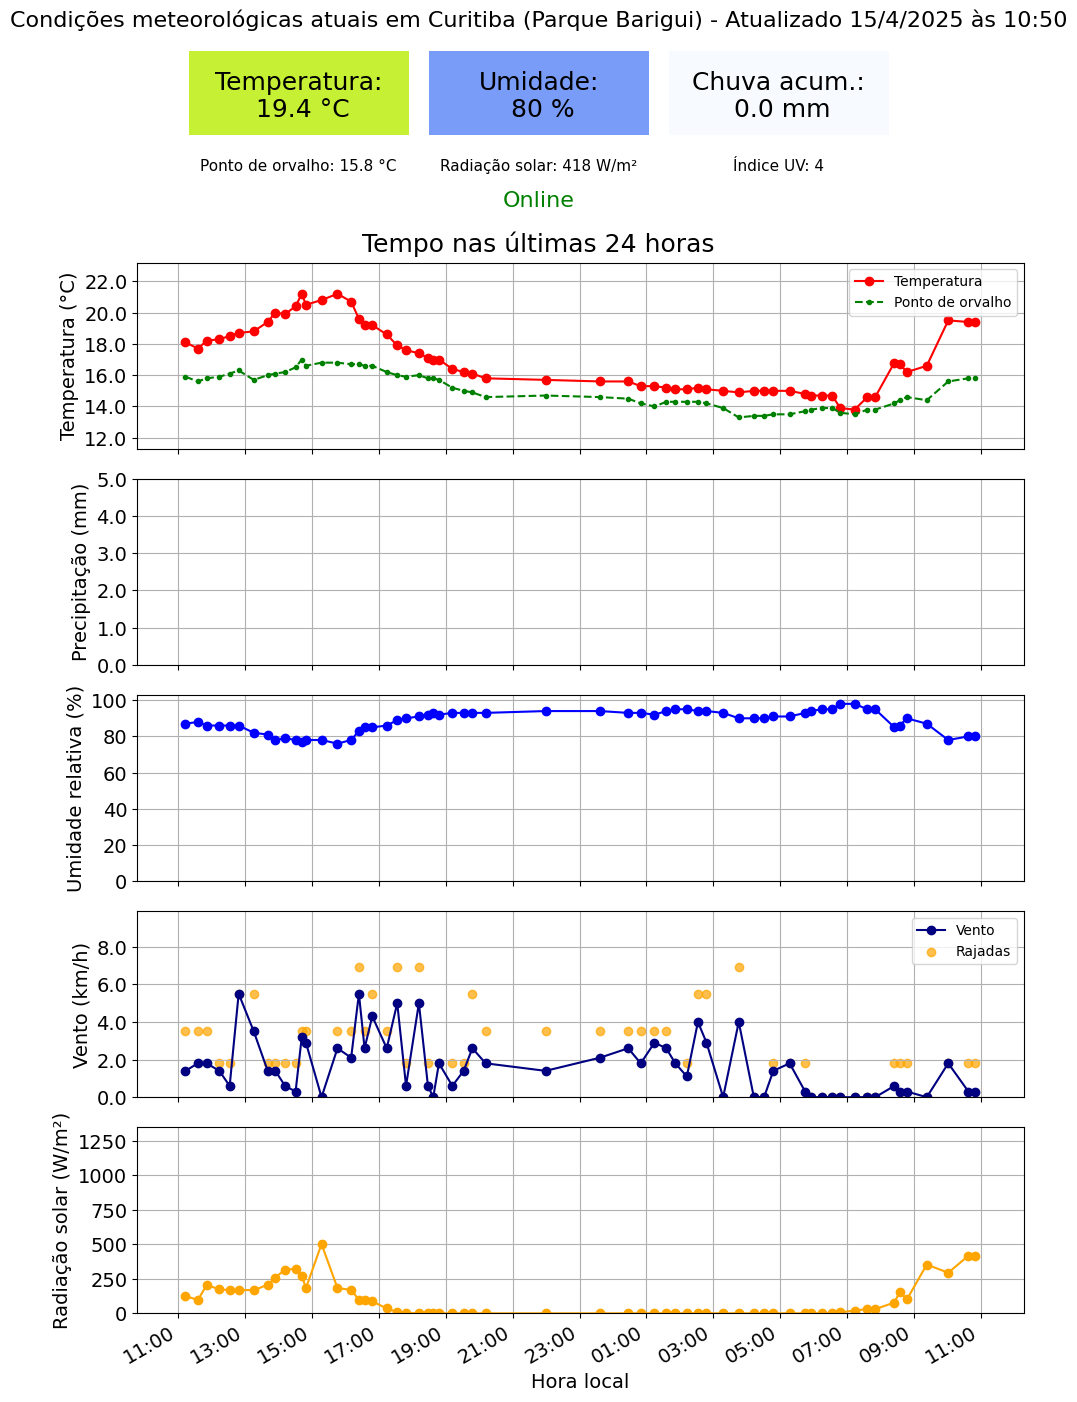 Condições meteorológicas atuais em Curitiba (Parque Barigui) - Atualizado 15/4/2025 às 10:50
Temperatura:
19.4 °C
Umidade:
80 %
Chuva acum.:
0.0 mm
Ponto de orvalho: 15.8 °C
Radiação solar: 418 W/m²
Índice UV: 4
Online
Tempo nas últimas 24 horas
Temperatura (°C)
22.0
20.0
18.0
16.0
14.0
12.0
Temperatura
Ponto de orvalho
Precipitação (mm)
5.0
4.0
3.0
2.0
1.0
0.0
Umidade relativa (%)
100
80
60
40
20
0
Vento (km/h)
8.0
6.0
4.0
2.0
0.0
Vento
Rajadas
Radiação solar (W/m²)
1250
1000
750
500
250
0
11:00
13:00
15:00
17:00
19:00
21:00
23:00
01:00
03:00
05:00
07:00
09:00
11:00
Hora local